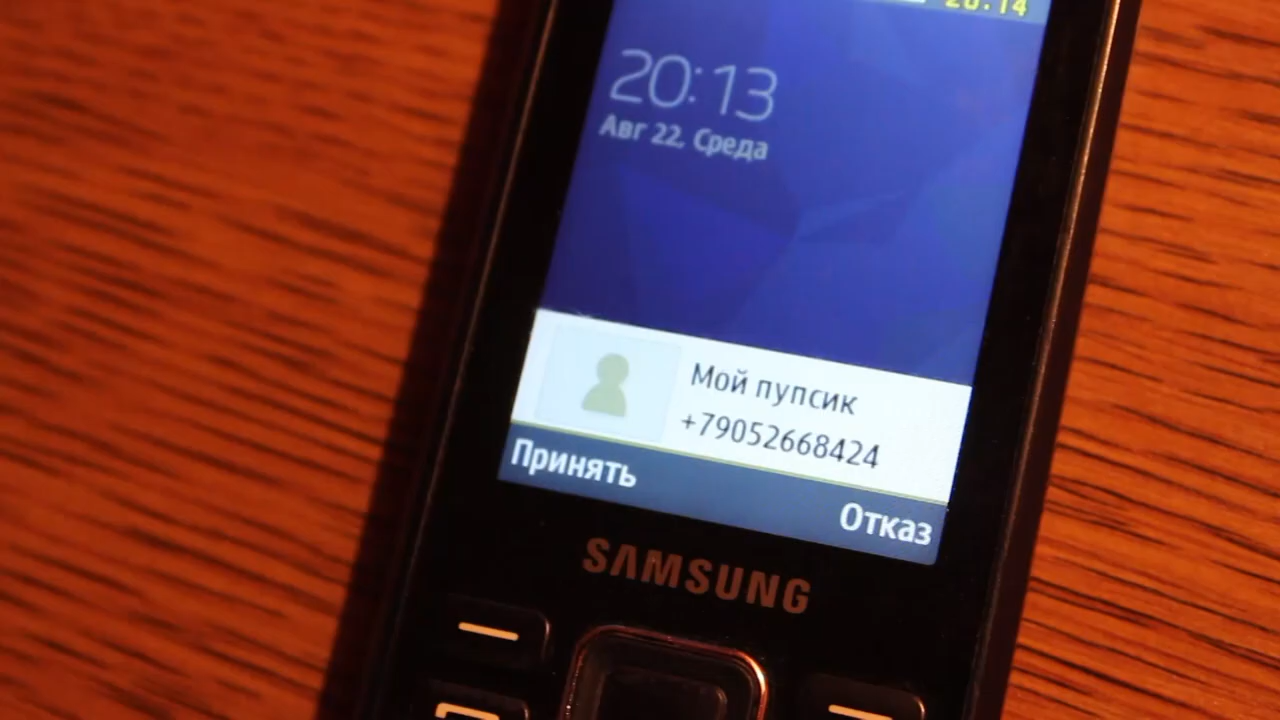 20:14
20:13
Авг 22, Среда
Мой пупсик
+79052668424
Принять
Отказ
SAMSUNG